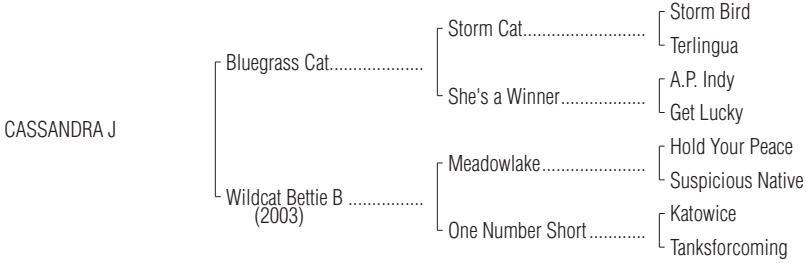 Storm Bird
Storm Cat..........................
Terlingua
Bluegrass Cat....................
A.P. Indy
She's a Winner..................
Get Lucky
CASSANDRA J
Hold Your Peace
Meadowlake......................
Suspicious Native
Wildcat Bettie B ................
(2003)
Katowice
One Number Short............
Tanksforcoming